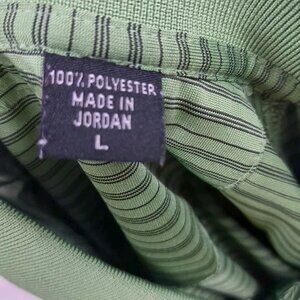 100% POLYESTER
MADE IN
JORDAN
L